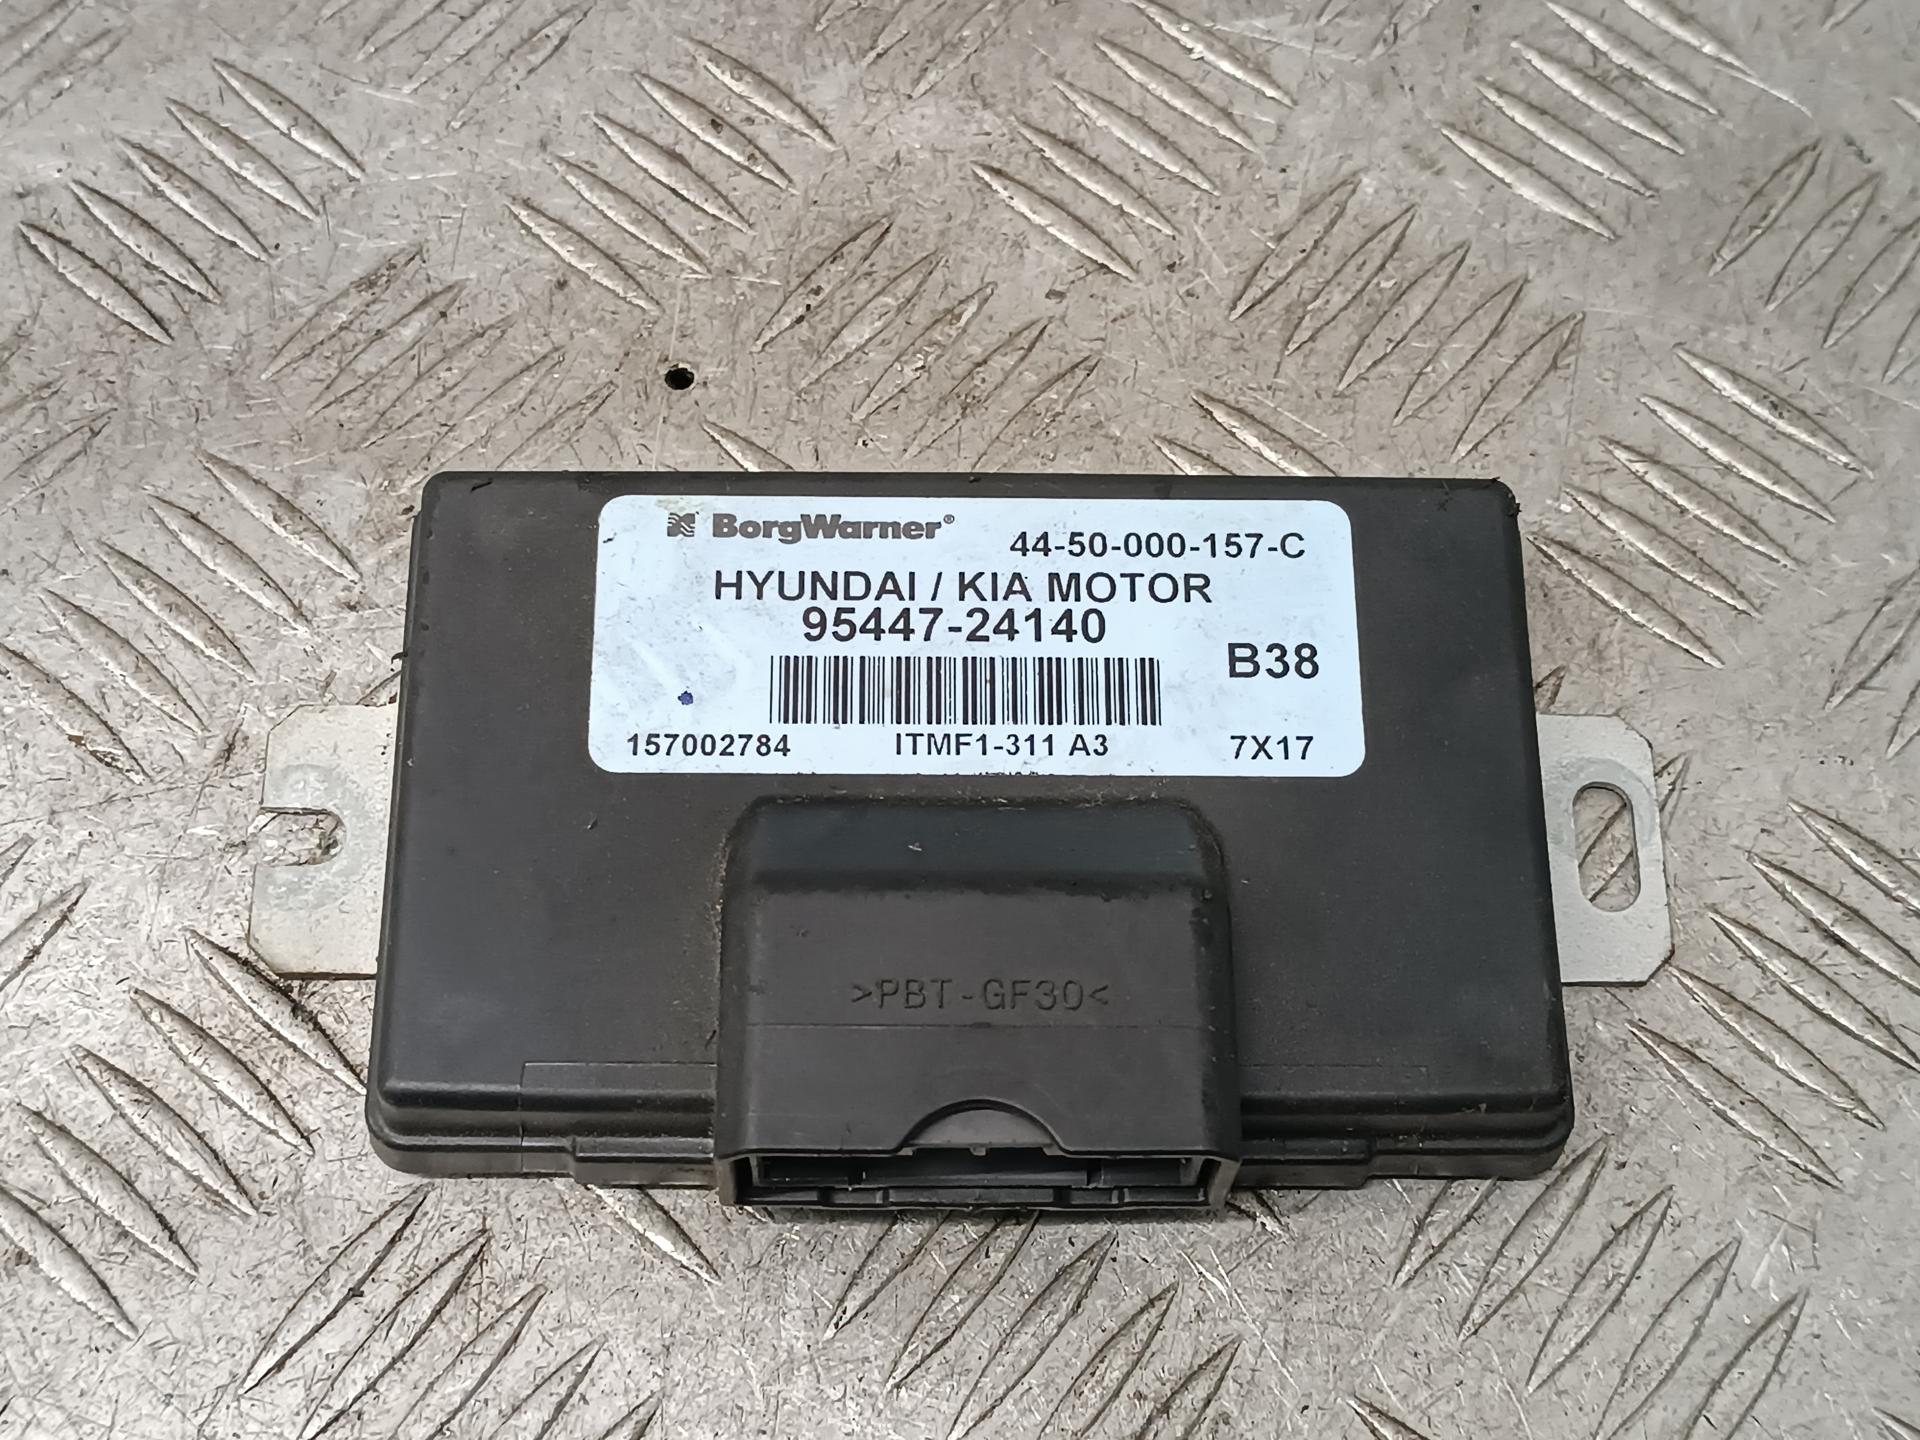 BorgWarner® 44-50-000-157-C
HYUNDAI / KIA MOTOR
95447-24140
B38
157002784 ITMF1-311 A3 7X17
>PBT-GF30<